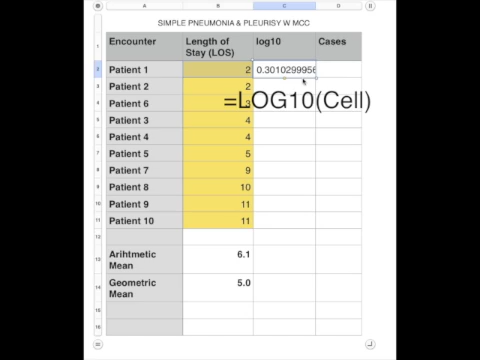 A B C D
SIMPLE PNEUMONIA & PLEURISY W MCC
1 Encounter Length of Stay (LOS) log10 Cases
2 Patient 1 2 0.3010299956
3 Patient 2 2
=LOG10(Cell)
4 Patient 6 3
5 Patient 3 4
6 Patient 4 4
7 Patient 5 5
8 Patient 7 9
9 Patient 8 10
10 Patient 9 11
11 Patient 10 11
12
13 Arihtmetic Mean 6.1
14 Geometric Mean 5.0
15
16